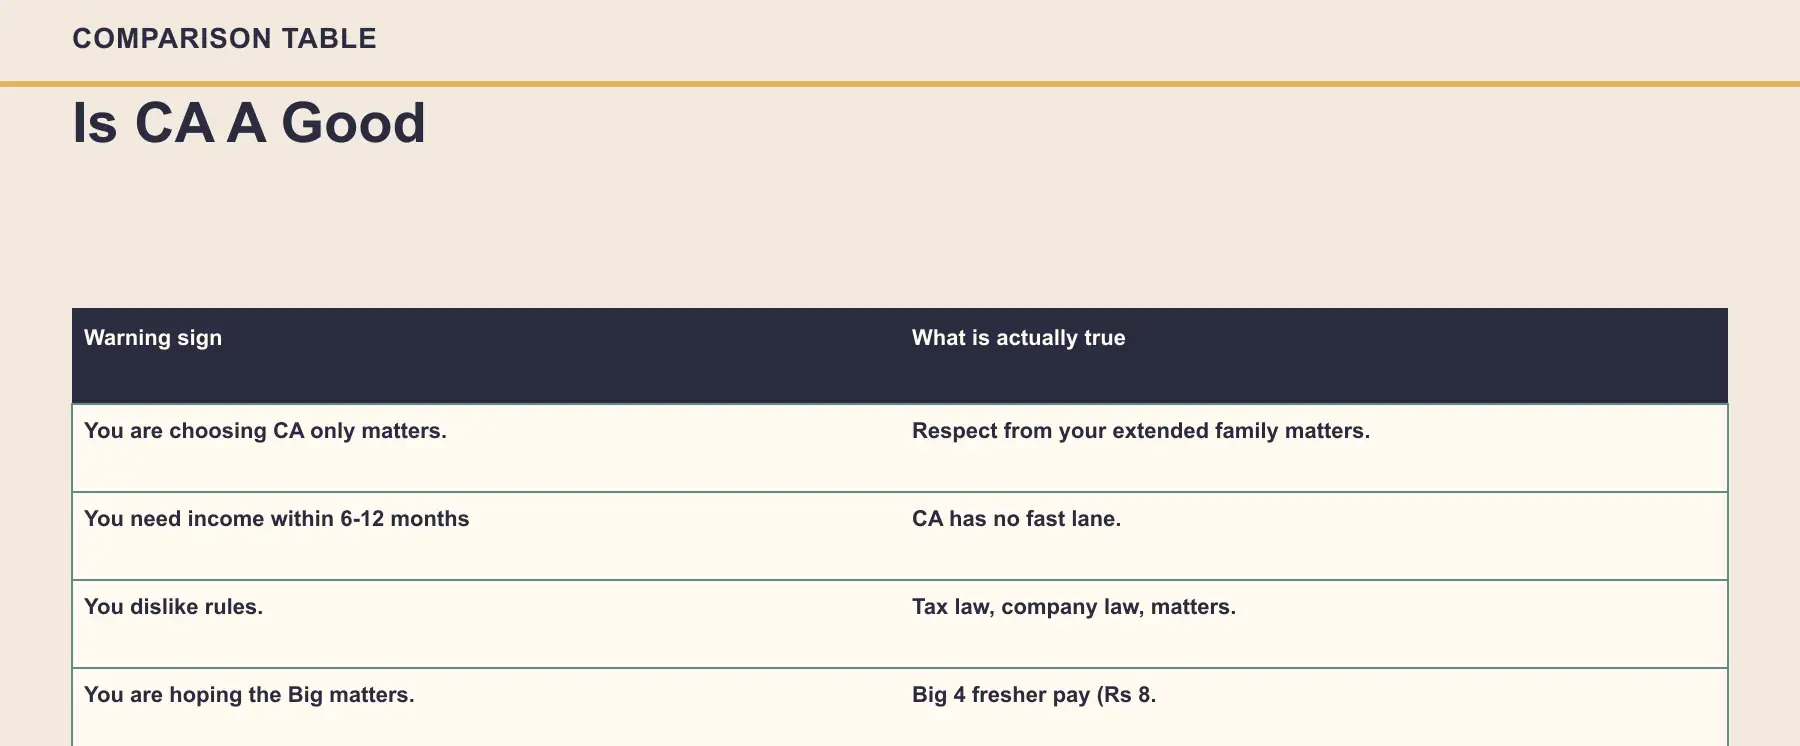 COMPARISON TABLE
Is CA A Good
Warning sign
What is actually true
You are choosing CA only matters.
Respect from your extended family matters.
You need income within 6-12 months
CA has no fast lane.
You dislike rules.
Tax law, company law, matters.
You are hoping the Big matters.
Big 4 fresher pay (Rs 8.